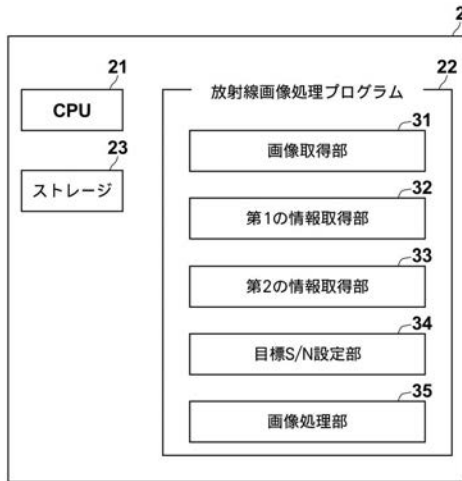 2
21
CPU
23
ストレージ
22
放射線画像処理プログラム
31
画像取得部
32
第1の情報取得部
33
第2の情報取得部
34
目標S/N設定部
35
画像処理部